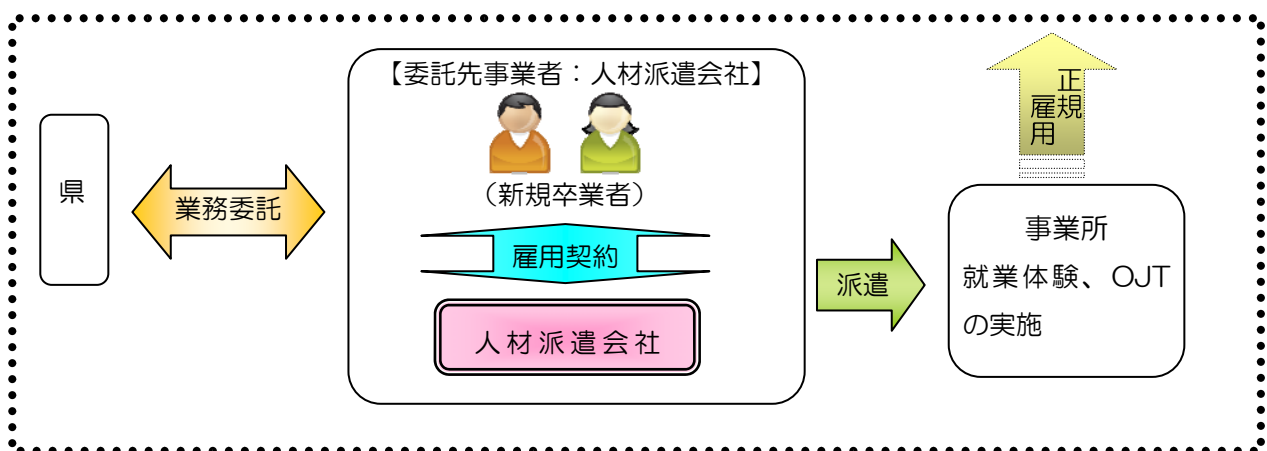 県
業務委託
【委託先事業者：人材派遣会社】
（新規卒業者）
雇用契約
人材派遣会社
派遣
正規
雇用
事業所
就業体験、OJT
の実施